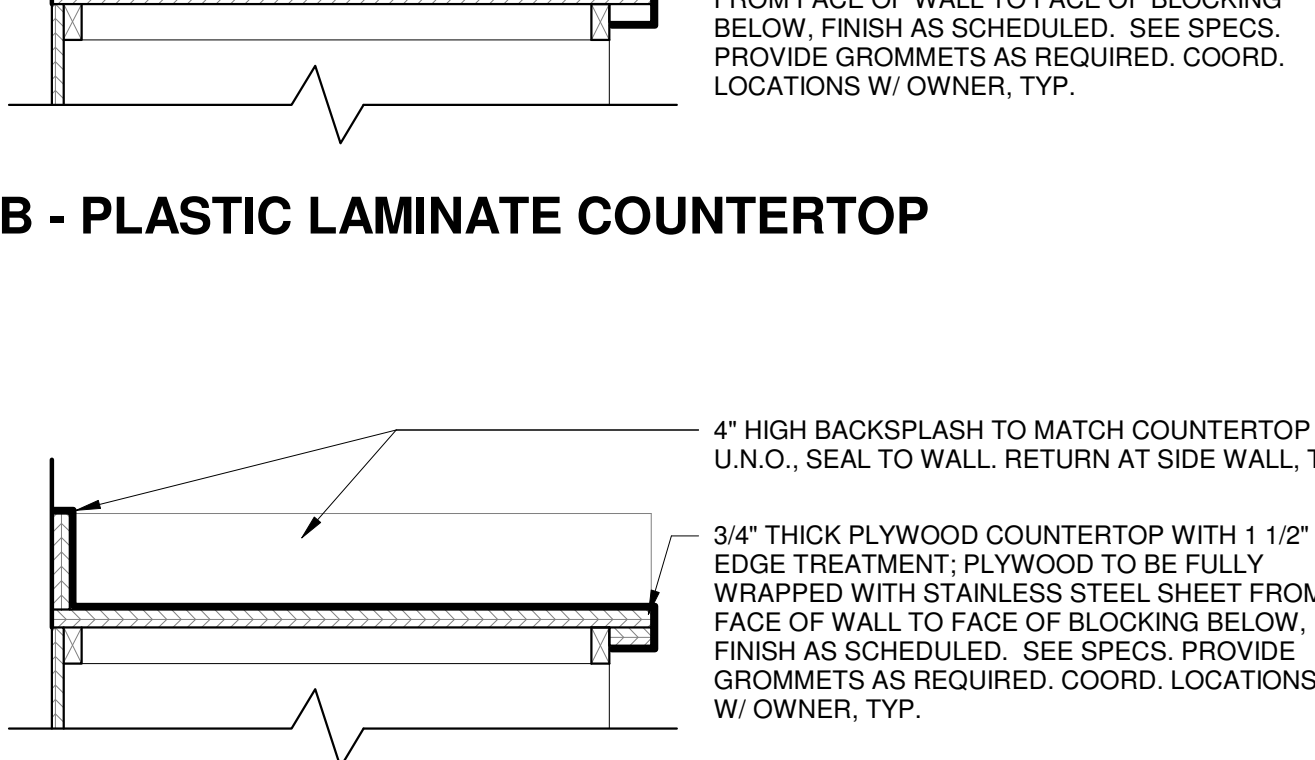 FROM FACE OF WALL TO FACE OF BLOCKING
BELOW, FINISH AS SCHEDULED.  SEE SPECS.
PROVIDE GROMMETS AS REQUIRED. COORD.
LOCATIONS W/ OWNER, TYP.
B - PLASTIC LAMINATE COUNTERTOP
4" HIGH BACKSPLASH TO MATCH COUNTERTOP
U.N.O., SEAL TO WALL. RETURN AT SIDE WALL,
3/4" THICK PLYWOOD COUNTERTOP WITH 1 1/2"
EDGE TREATMENT; PLYWOOD TO BE FULLY
WRAPPED WITH STAINLESS STEEL SHEET FROM
FACE OF WALL TO FACE OF BLOCKING BELOW,
FINISH AS SCHEDULED.  SEE SPECS. PROVIDE
GROMMETS AS REQUIRED. COORD. LOCATIONS
W/ OWNER, TYP.